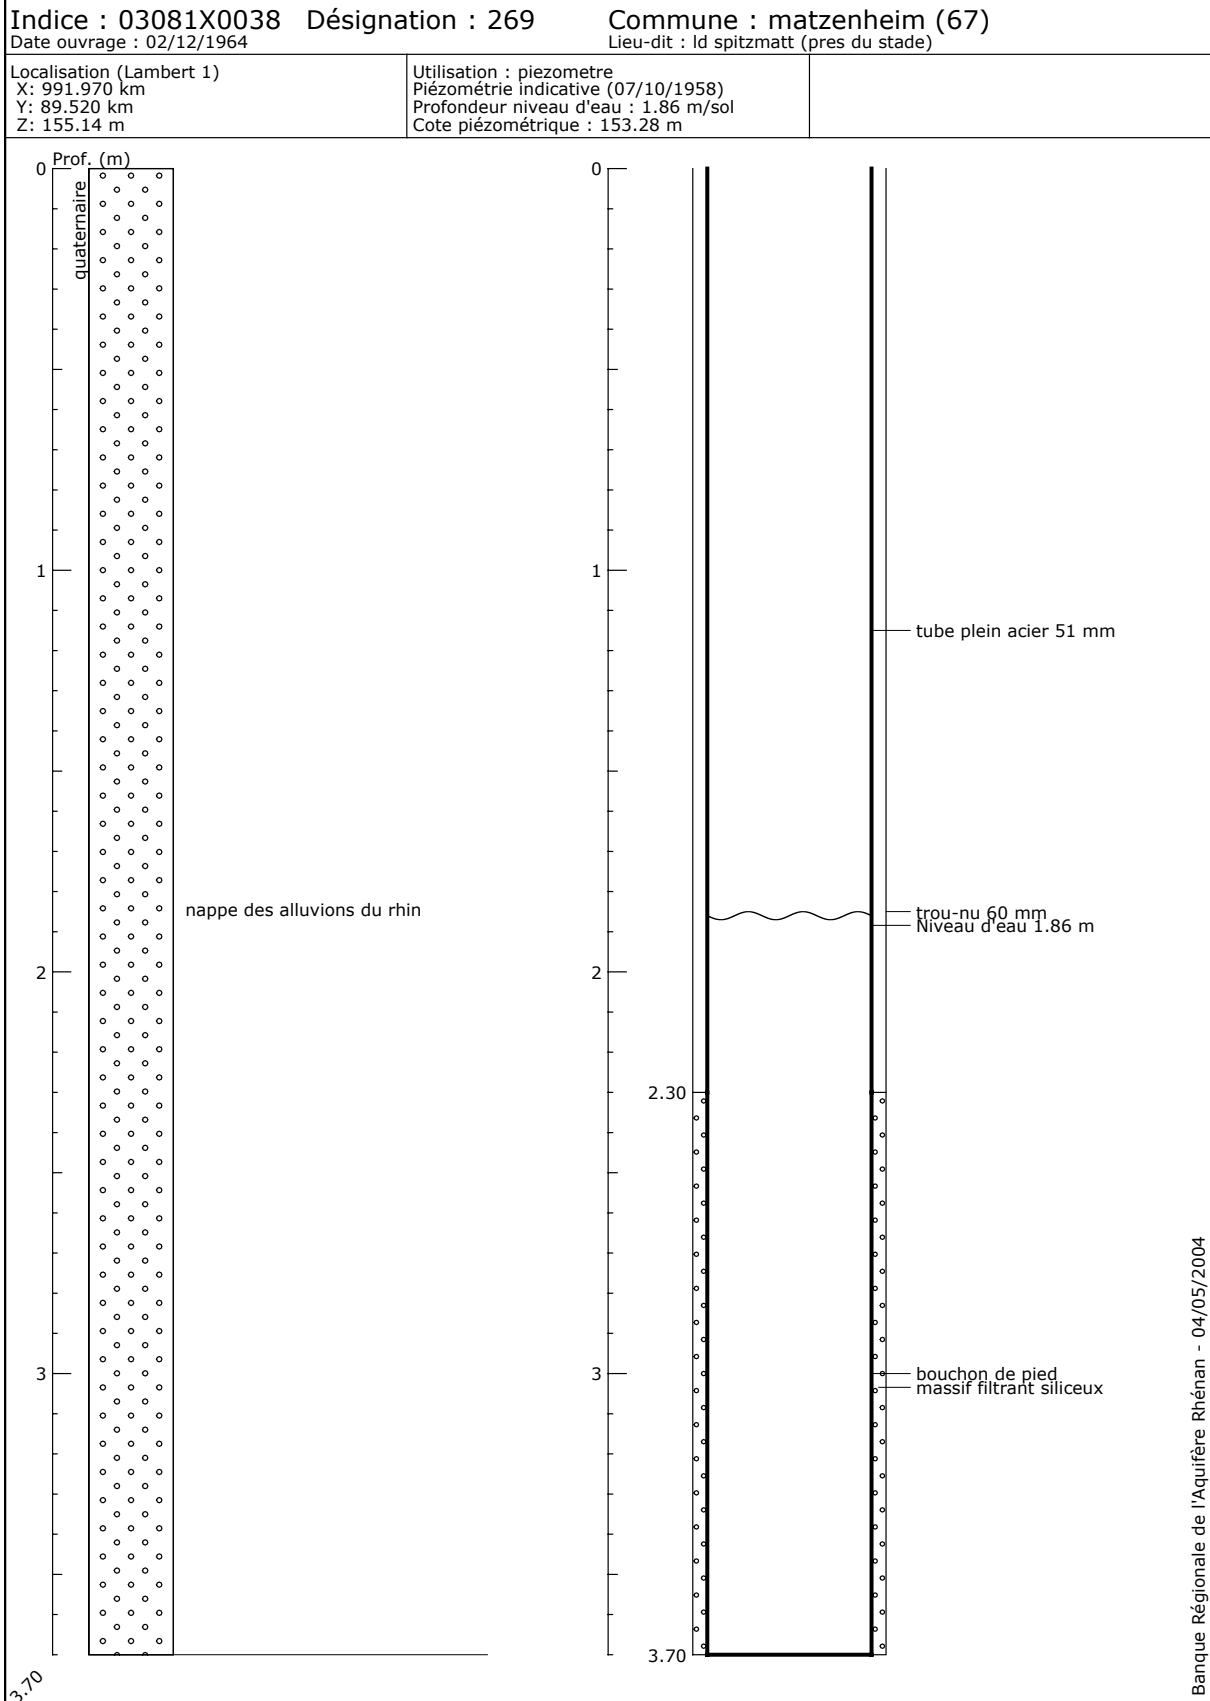 Indice : 03081X0038 Désignation : 269 Commune : matzenheim (67)
Date ouvrage : 02/12/1964 Lieu-dit : ld spitzmatt (pres du stade)
Localisation (Lambert 1)
X: 991.970 km
Y: 89.520 km
Z: 155.14 m
Utilisation : piezometre
Piézométrie indicative (07/10/1958)
Profondeur niveau d'eau : 1.86 m/sol
Cote piézométrique : 153.28 m
Prof. (m)
0
quaternaire
1
nappe des alluvions du rhin
2
3
3.70
0
1
tube plein acier 51 mm
trou-nu 60 mm
Niveau d'eau 1.86 m
2
2.30
3
bouchon de pied
massif filtrant siliceux
3.70
Banque Régionale de l'Aquifère Rhénan - 04/05/2004